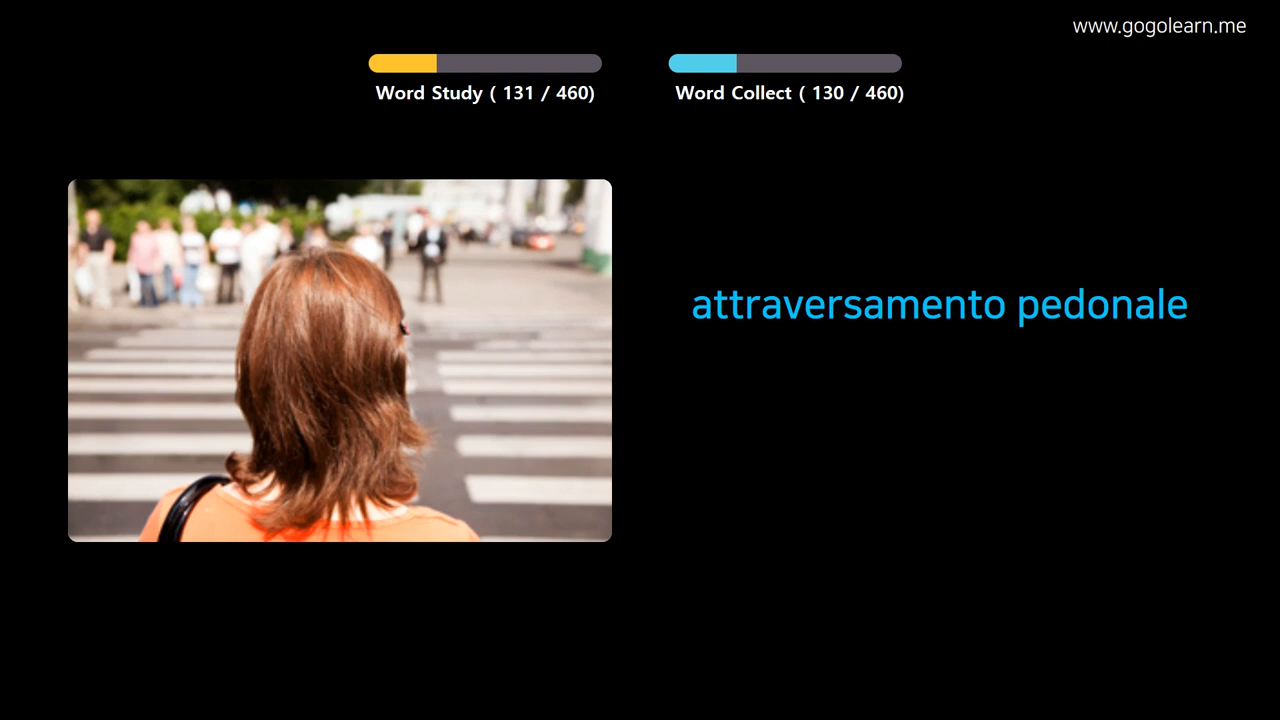 www.gogolearn.me
Word Study ( 131 / 460)
Word Collect ( 130 / 460)
attraversamento pedonale